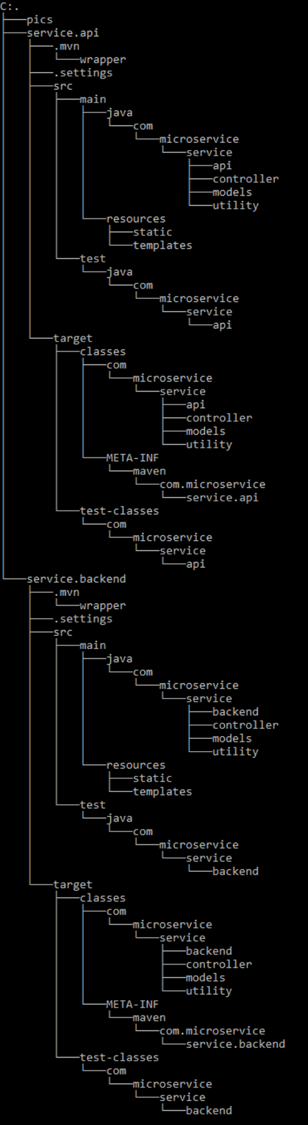 C:.
├───pics
├───service.api
│   ├───.mvn
│   │   └───wrapper
│   ├───.settings
│   ├───src
│   │   ├───main
│   │   │   ├───java
│   │   │   │   └───com
│   │   │   │       └───microservice
│   │   │   │           └───service
│   │   │   │               ├───api
│   │   │   │               ├───controller
│   │   │   │               ├───models
│   │   │   │               └───utility
│   │   │   └───resources
│   │   │       ├───static
│   │   │       └───templates
│   │   └───test
│   │       └───java
│   │           └───com
│   │               └───microservice
│   │                   └───service
│   │                       └───api
│   └───target
│       ├───classes
│       │   ├───com
│       │   │   └───microservice
│       │   │       └───service
│       │   │           ├───api
│       │   │           ├───controller
│       │   │           ├───models
│       │   │           └───utility
│       │   └───META-INF
│       │       └───maven
│       │           └───com.microservice
│       │               └───service.api
│       └───test-classes
│           └───com
│               └───microservice
│                   └───service
│                       └───api
└───service.backend
    ├───.mvn
    │   └───wrapper
    ├───.settings
    ├───src
    │   ├───main
    │   │   ├───java
    │   │   │   └───com
    │   │   │       └───microservice
    │   │   │           └───service
    │   │   │               ├───backend
    │   │   │               ├───controller
    │   │   │               ├───models
    │   │   │               └───utility
    │   │   └───resources
    │   │       ├───static
    │   │       └───templates
    │   └───test
    │       └───java
    │           └───com
    │               └───microservice
    │                   └───service
    │                       └───backend
    └───target
        ├───classes
        │   ├───com
        │   │   └───microservice
        │   │       └───service
        │   │           ├───backend
        │   │           ├───controller
        │   │           ├───models
        │   │           └───utility
        │   └───META-INF
        │       └───maven
        │           └───com.microservice
        │               └───service.backend
        └───test-classes
            └───com
                └───microservice
                    └───service
                        └───backend